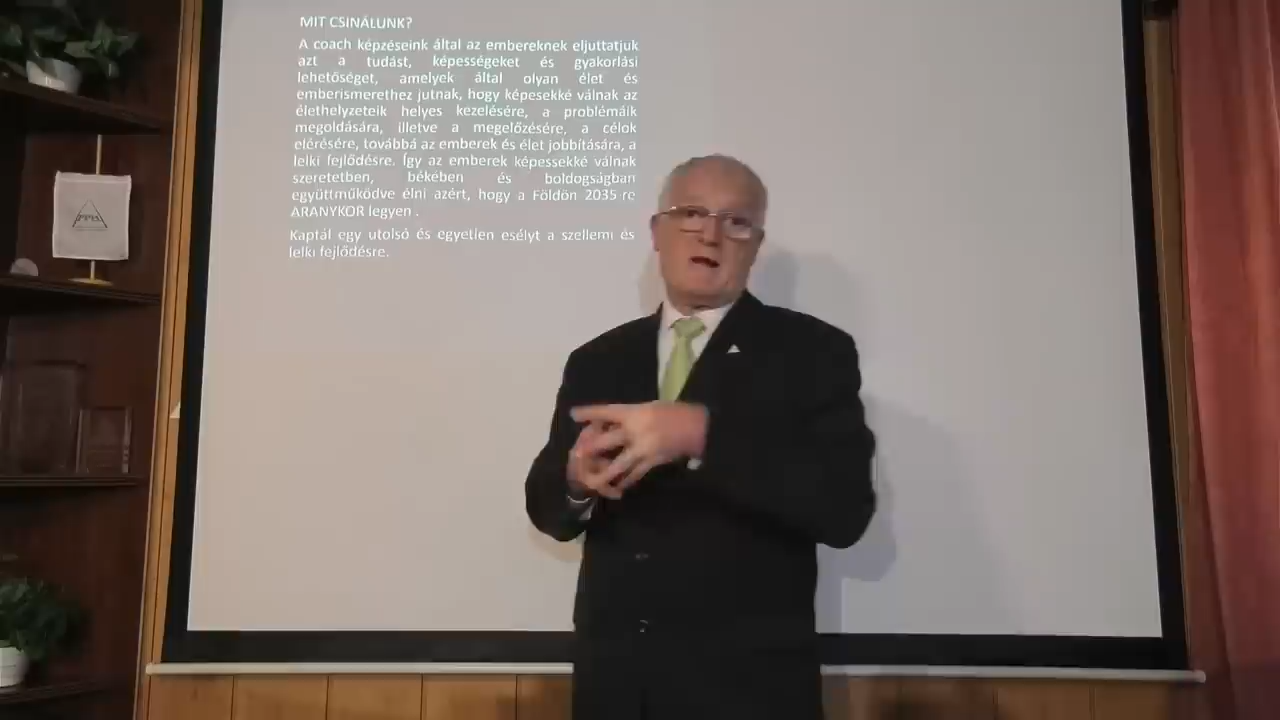 MIT CSINÁLUNK?
A coach képzéseink által az embereknek eljuttatjuk
azt a tudást, képességeket és gyakorlási
lehetőséget, amelyek által olyan élet és
emberismerethez jutnak, hogy képesekké válnak az
élethelyzeteik helyes kezelésére, a problémáik
megoldására, illetve a megelőzésére, a célok
elérésére, továbbá az emberek és élet jobbítására, a
lelki fejlődésre. Így az emberek képessekké válnak
szeretetben, békében és boldogságban
együttműködve élni azért, hogy a Földön 2035-re
ARANYKOR legyen .
Kaptál egy utolsó és egyetlen esélyt a szellemi és
lelki fejlődésre.